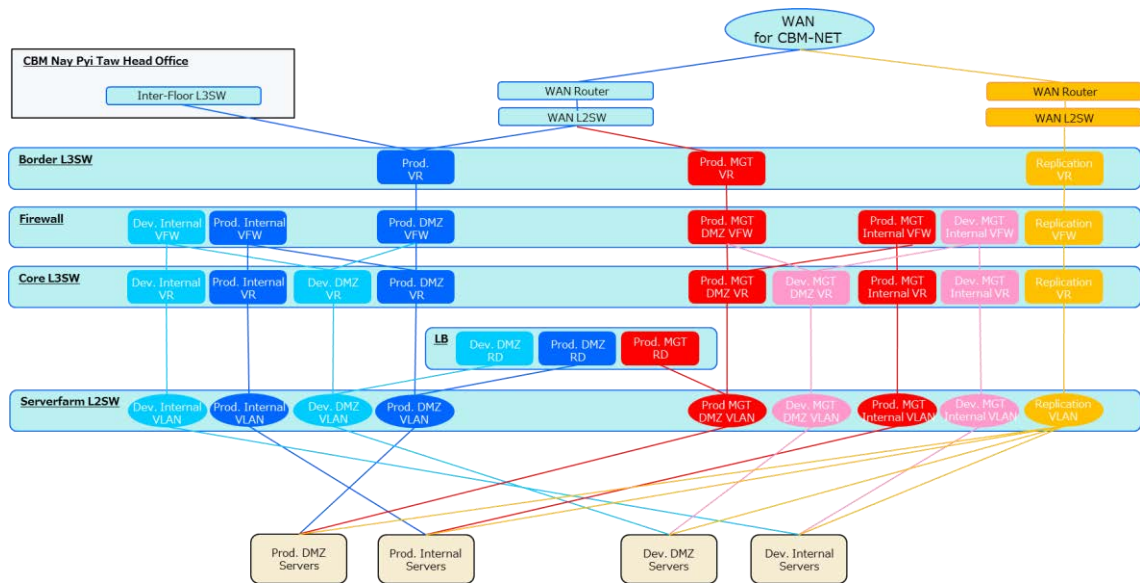 WAN
for CBM-NET
CBM Nay Pyi Taw Head Office
Inter-Floor L3SW
WAN Router
WAN L2SW
WAN Router
WAN L2SW
Border L3SW
Prod.
VR
Prod. MGT
VR
Replication
VR
Firewall
Dev. Internal
VFW
Prod. Internal
VFW
Prod. DMZ
VFW
Prod. MGT
DMZ VFW
Prod. MGT
Internal VFW
Dev. MGT
Internal VFW
Replication
VFW
Core L3SW
Dev. Internal
VR
Prod. Internal
VR
Dev. DMZ
VR
Prod. DMZ
VR
Prod. MGT
DMZ VR
Dev. MGT
DMZ VR
Prod. MGT
Internal VR
Dev. MGT
Internal VR
Replication
VR
LB
Dev. DMZ
RD
Prod. DMZ
RD
Prod. MGT
RD
Serverfarm L2SW
Dev. Internal
VLAN
Prod. Internal
VLAN
Dev. DMZ
VLAN
Prod. DMZ
VLAN
Prod MGT
DMZ VLAN
Dev. MGT
DMZ VLAN
Prod. MGT
Internal VLAN
Dev. MGT
Internal VLAN
Replication
VLAN
Prod. DMZ
Servers
Prod. Internal
Servers
Dev. DMZ
Servers
Dev. Internal
Servers